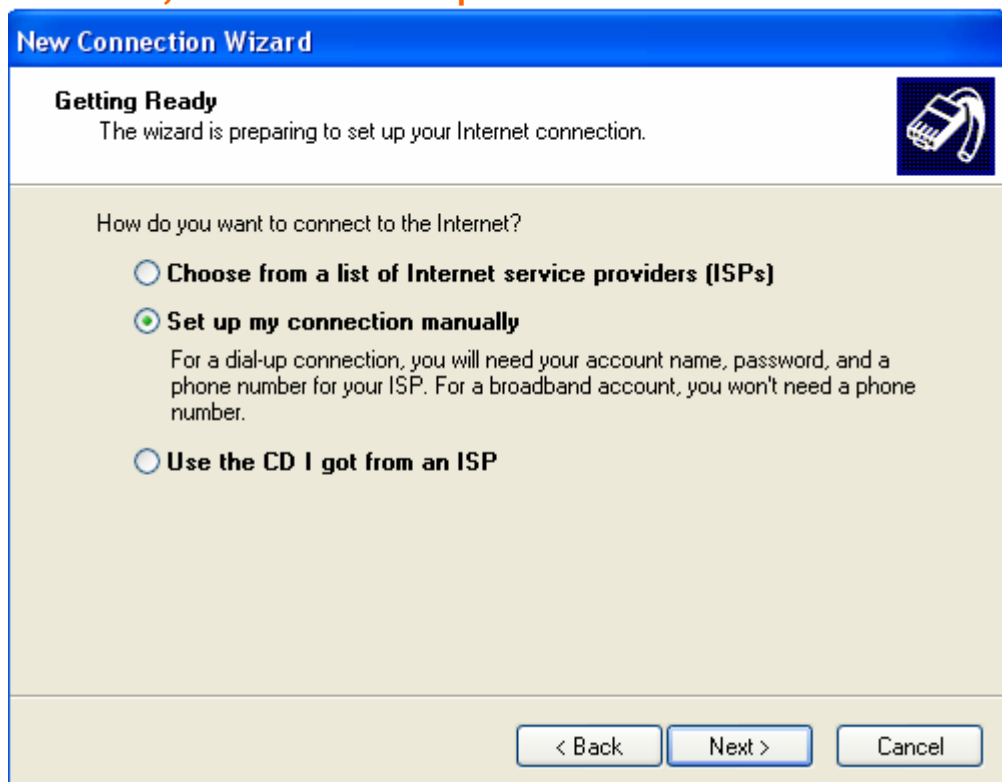 New Connection Wizard
Getting Ready
The wizard is preparing to set up your Internet connection.
How do you want to connect to the Internet?
Choose from a list of Internet service providers (ISPs)
Set up my connection manually
For a dial-up connection, you will need your account name, password, and a
phone number for your ISP. For a broadband account, you won't need a phone
number.
Use the CD I got from an ISP
< Back
Next >
Cancel